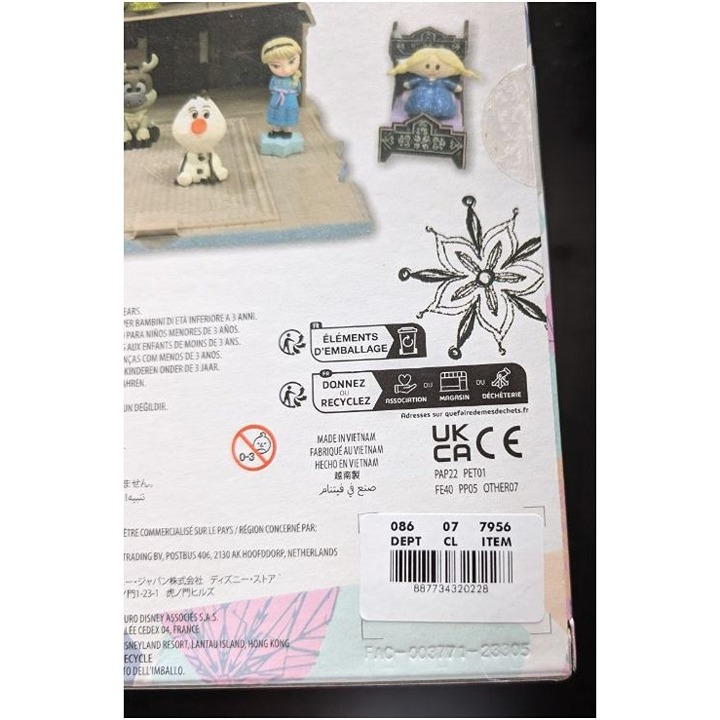 EARS.
PER BAMBINI DI ETÀ INFERIORE A 3 ANNI.
PARA NIÑOS MENORES DE 3 AÑOS.
AUX ENFANTS DE MOINS DE 3 ANS.
COM MENOS DE 3 ANOS.
KINDEREN ONDER DE 3 JAAR.
UN DEĞILDIR.
FR
ÉLÉMENTS
D'EMBALLAGE
FR
DONNEZ
OU
RECYCLEZ
ASSOCIATION
OU
MAGASIN
OU
DÉCHÈTERIE
Adresses sur quefairedemesdechets.fr
0-3
MADE IN VIETNAM
FABRIQUÉ AU VIETNAM
HECHO EN VIETNAM
越南製
صنع في فيتنام
UK
CA CE
PAP22 PET01
FE40 PP05 OTHER07
ません。
ÊTRE COMMERCIALISÉ SUR LE PAYS / RÉGION CONCERNÉ PAR:
TRADING BV, POSTBUS 406, 2130 AK HOOFDDORP, NETHERLANDS
ー・ジャパン株式会社 ディズニー・ストア
門1-23-1 虎ノ門ヒルズ
EURO DISNEY ASSOCIÉS S.A.S.
CEDEX 04, FRANCE
DISNEYLAND RESORT, LANTAU ISLAND, HONG KONG
RECYCLE
DELL'IMBALLO.
086 07 7956
DEPT CL ITEM
887734320228
FAC-003771-23305